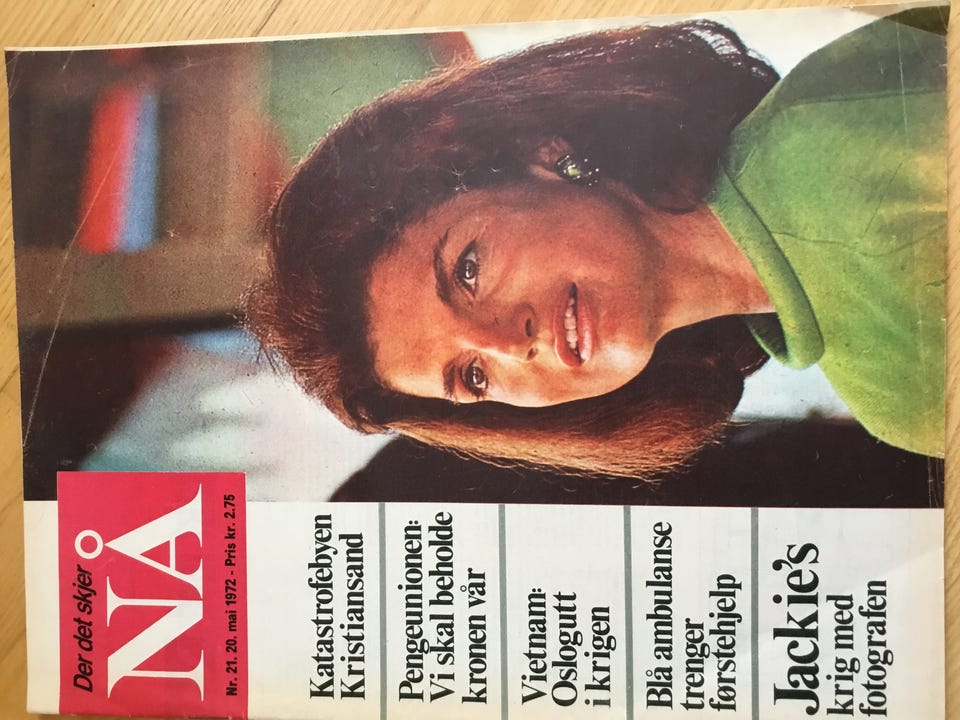 Der det skjer
NÅ
Nr. 21. 20. mai 1972 - Pris kr. 2.75
Katastrofebyen
Kristiansand
Pengeunionen:
Vi skal beholde
kronen vår
Vietnam:
Oslogutt
i krigen
Blå ambulanse
trenger
førstehjelp
Jackie's
krig med
fotografen